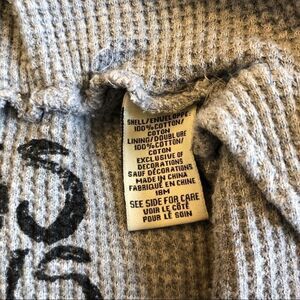 SHELL/ENVELOPPE:
100%COTTON/
COTON
LINING/DOUBLURE
100%COTTON/
COTON
EXCLUSIVE OF
DECORATIONS
SAUF DÉCORATIONS
MADE IN CHINA
FABRIQUÉ EN CHINE
18M
SEE SIDE FOR CARE
VOIR LE CÔTÉ
POUR LE SOIN